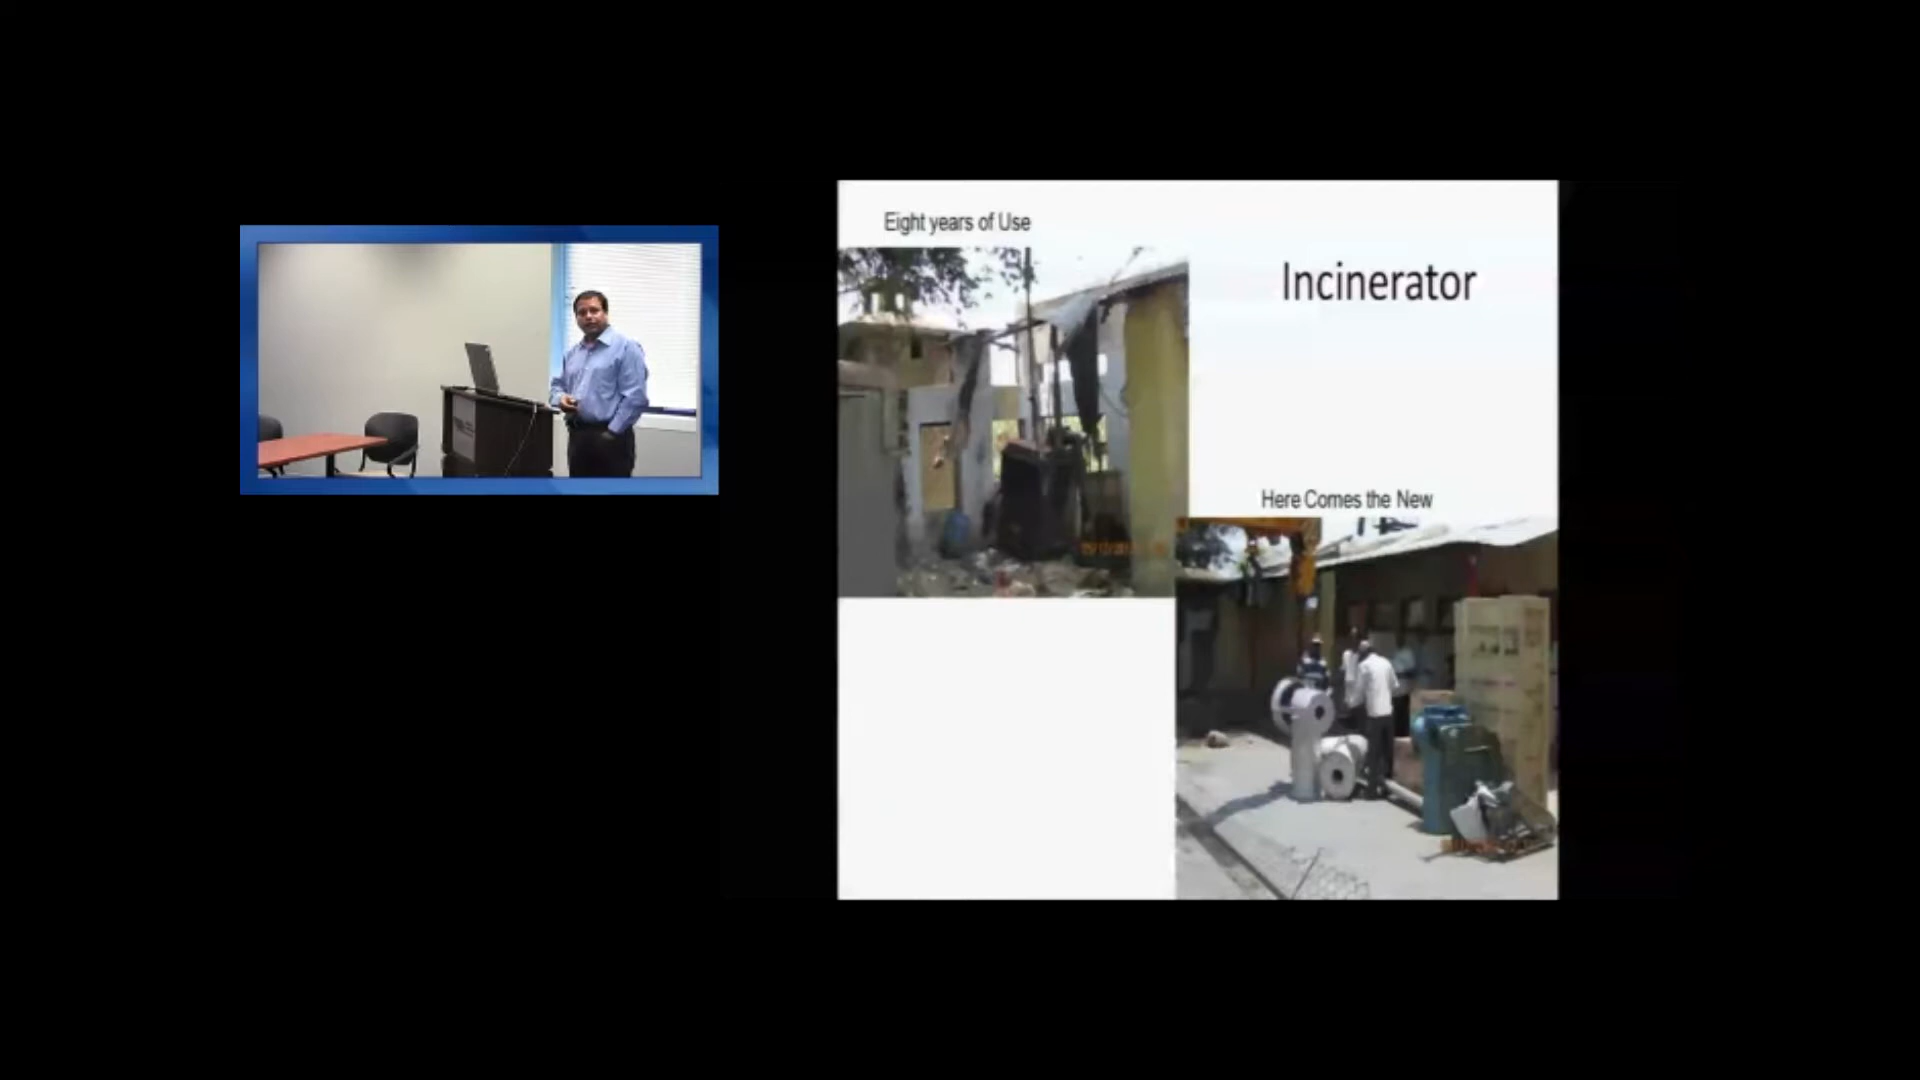 Eight years of Use
Incinerator
Here Comes the New